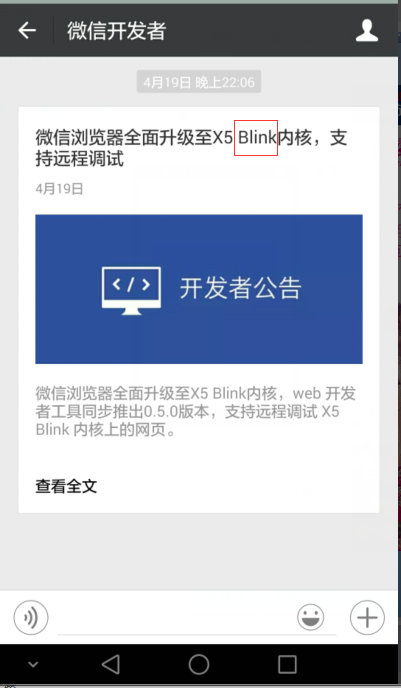 微信开发者
4月19日 晚上22:06
微信浏览器全面升级至X5 Blink内核，支
持远程调试
4月19日
</> 开发者公告
微信浏览器全面升级至X5 Blink内核，web 开发
者工具同步推出0.5.0版本，支持远程调试 X5
Blink 内核上的网页。
查看全文